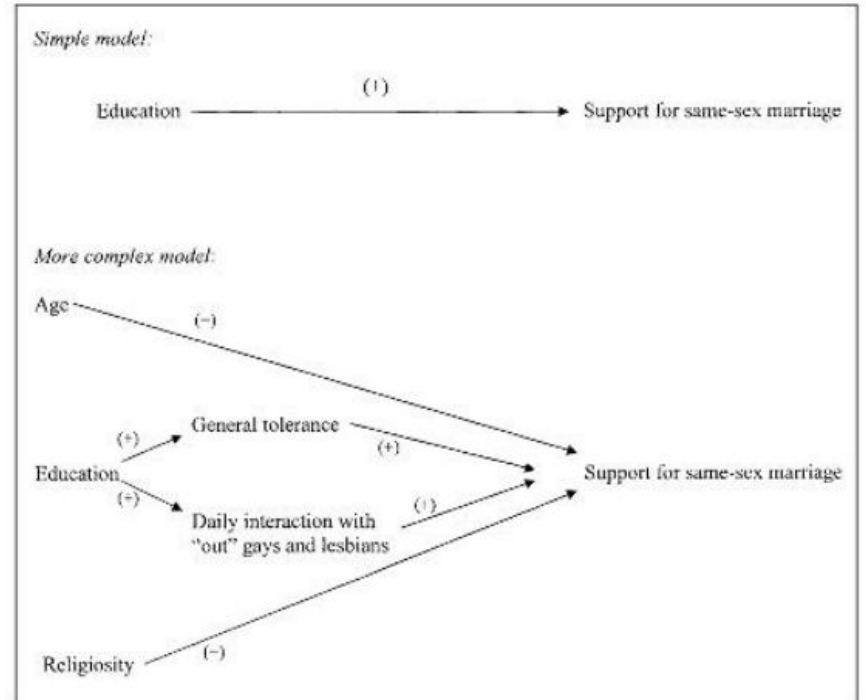 Simple model:
(+)
Education
Support for same-sex marriage
More complex model:
Age
(−)
General tolerance
(+)
(+)
Education
Support for same-sex marriage
(+)
Daily interaction with
(+)
"out" gays and lesbians
Religiosity
(−)